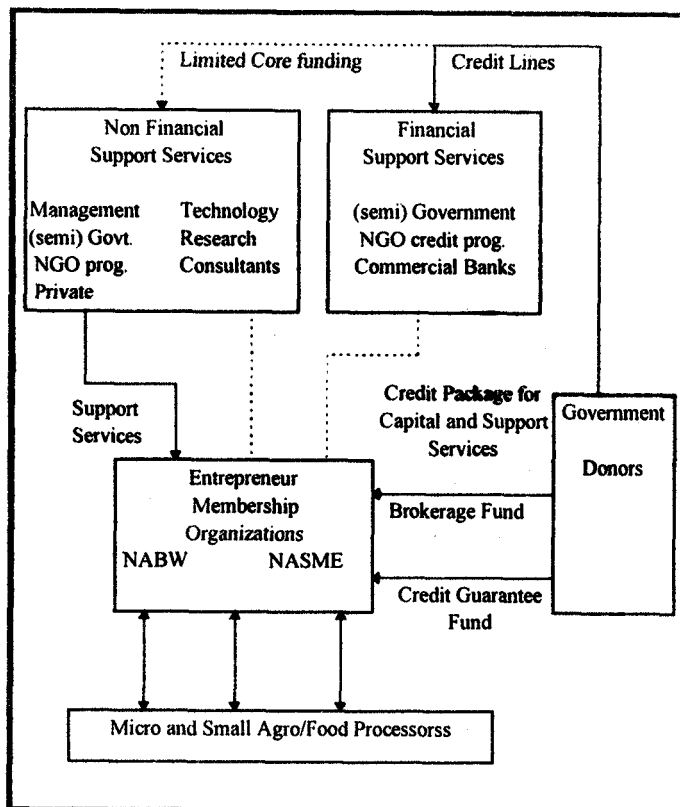 Limited Core funding
Credit Lines
Non Financial
Support Services
Management Technology
(semi) Govt. Research
NGO prog. Consultants
Private
Financial
Support Services
(semi) Government
NGO credit prog.
Commercial Banks
Support
Services
Credit Package for
Capital and Support
Services
Government
Donors
Entrepreneur
Membership
Organizations
NABW NASME
Brokerage Fund
Credit Guarantee
Fund
Micro and Small Agro/Food Processorss